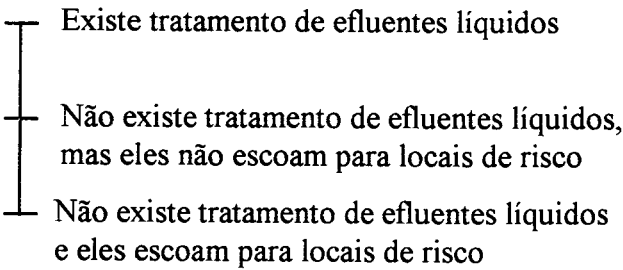 Existe tratamento de efluentes líquidos
Não existe tratamento de efluentes líquidos,
mas eles não escoam para locais de risco
Não existe tratamento de efluentes líquidos
e eles escoam para locais de risco